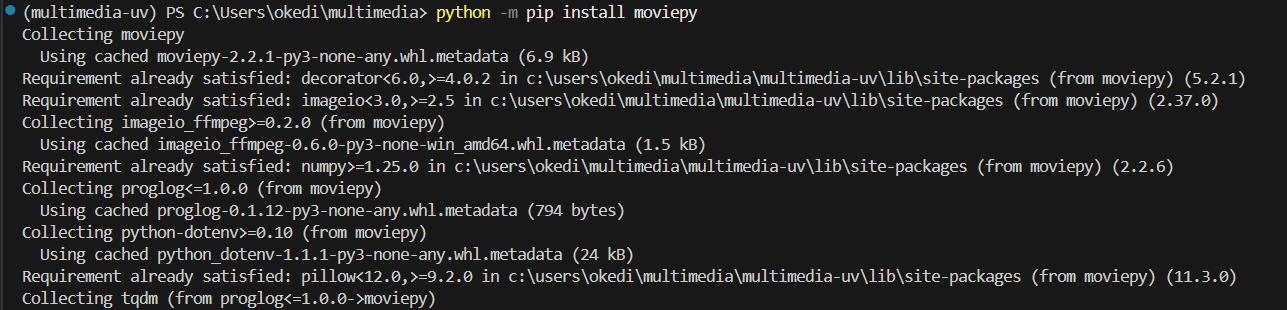 (multimedia-uv) PS C:\Users\okedi\multimedia> python -m pip install moviepy
Collecting moviepy
  Using cached moviepy-2.2.1-py3-none-any.whl.metadata (6.9 kB)
Requirement already satisfied: decorator<6.0,>=4.0.2 in c:\users\okedi\multimedia\multimedia-uv\lib\site-packages (from moviepy) (5.2.1)
Requirement already satisfied: imageio<3.0,>=2.5 in c:\users\okedi\multimedia\multimedia-uv\lib\site-packages (from moviepy) (2.37.0)
Collecting imageio_ffmpeg>=0.2.0 (from moviepy)
  Using cached imageio_ffmpeg-0.6.0-py3-none-win_amd64.whl.metadata (1.5 kB)
Requirement already satisfied: numpy>=1.25.0 in c:\users\okedi\multimedia\multimedia-uv\lib\site-packages (from moviepy) (2.2.6)
Collecting proglog<=1.0.0 (from moviepy)
  Using cached proglog-0.1.12-py3-none-any.whl.metadata (794 bytes)
Collecting python-dotenv>=0.10 (from moviepy)
  Using cached python_dotenv-1.1.1-py3-none-any.whl.metadata (24 kB)
Requirement already satisfied: pillow<12.0,>=9.2.0 in c:\users\okedi\multimedia\multimedia-uv\lib\site-packages (from moviepy) (11.3.0)
Collecting tqdm (from proglog<=1.0.0->moviepy)